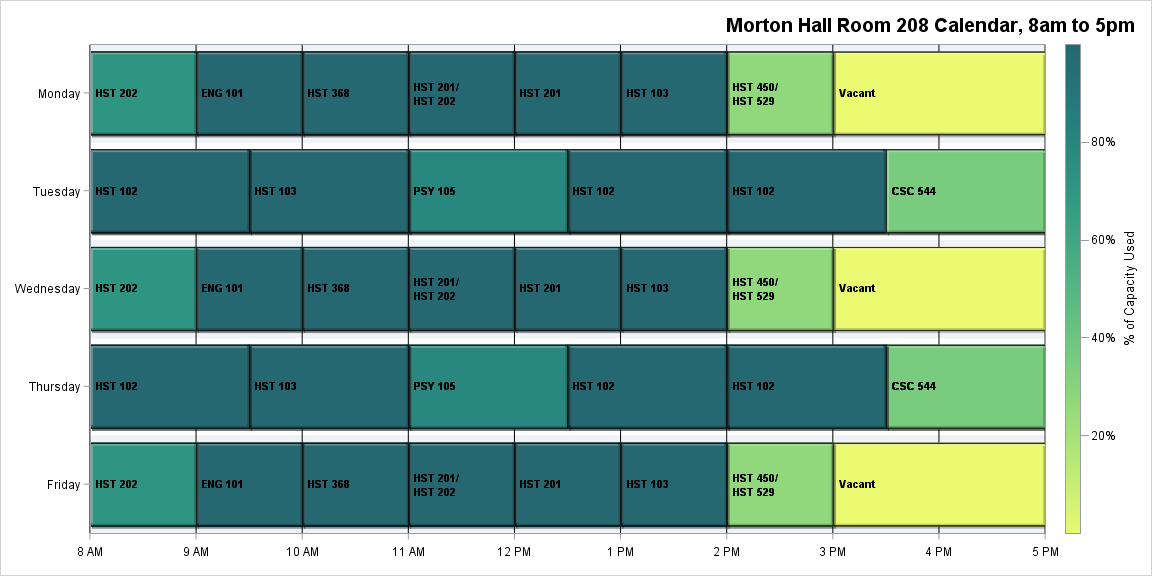 Morton Hall Room 208 Calendar, 8am to 5pm
Monday
HST 202
ENG 101
HST 368
HST 201/
HST 202
HST 201
HST 103
HST 450/
HST 529
Vacant
Tuesday
HST 102
HST 103
PSY 105
HST 102
HST 102
CSC 544
Wednesday
HST 202
ENG 101
HST 368
HST 201/
HST 202
HST 201
HST 103
HST 450/
HST 529
Vacant
Thursday
HST 102
HST 103
PSY 105
HST 102
HST 102
CSC 544
Friday
HST 202
ENG 101
HST 368
HST 201/
HST 202
HST 201
HST 103
HST 450/
HST 529
Vacant
8 AM
9 AM
10 AM
11 AM
12 PM
1 PM
2 PM
3 PM
4 PM
5 PM
80%
60%
40%
20%
% of Capacity Used